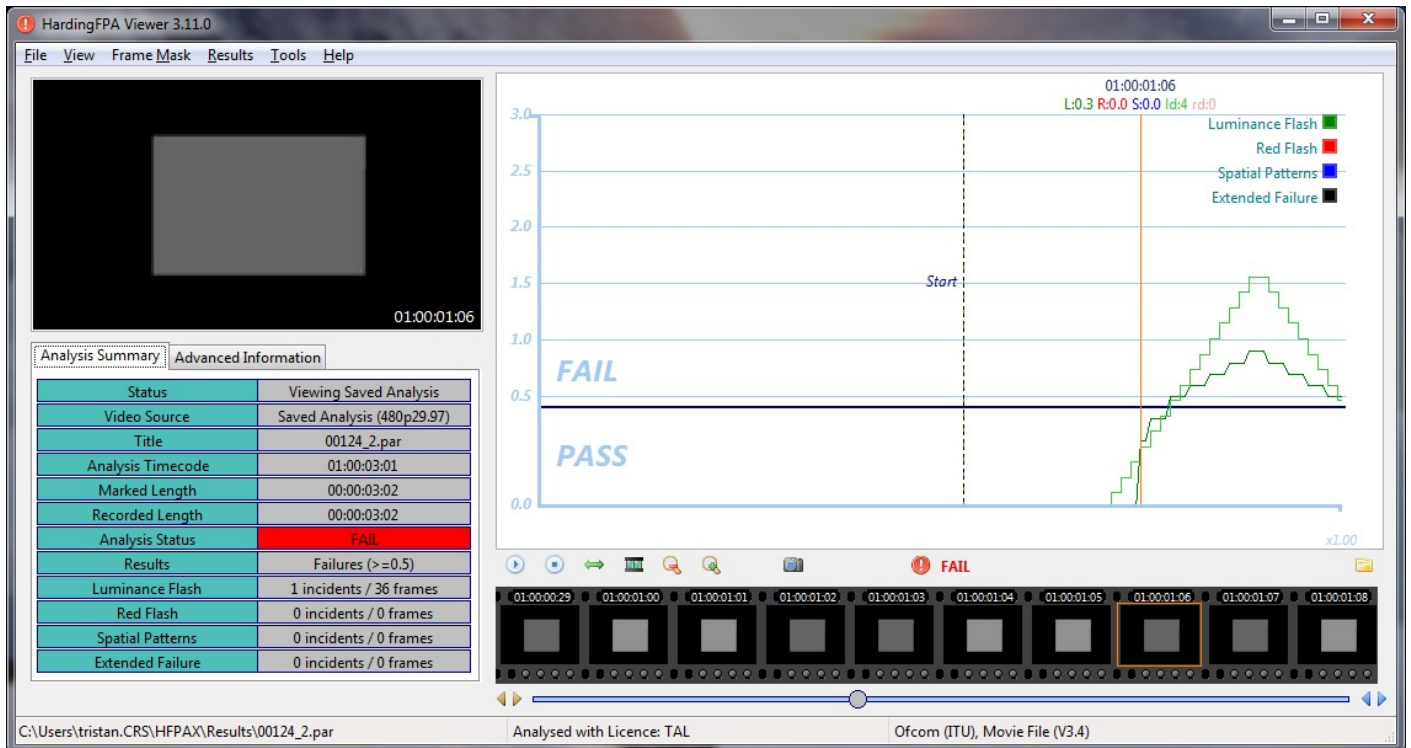 HardingFPA Viewer 3.11.0
File View Frame Mask Results Tools Help
01:00:01:06
Analysis Summary Advanced Information
Status Viewing Saved Analysis
Video Source Saved Analysis (480p29.97)
Title 00124_2.par
Analysis Timecode 01:00:03:01
Marked Length 00:00:03:02
Recorded Length 00:00:03:02
Analysis Status FAIL
Results Failures (>=0.5)
Luminance Flash 1 incidents / 36 frames
Red Flash 0 incidents / 0 frames
Spatial Patterns 0 incidents / 0 frames
Extended Failure 0 incidents / 0 frames
01:00:01:06
L:0.3 R:0.0 S:0.0 ld:4 rd:0
3.0
Luminance Flash
Red Flash
2.5
Spatial Patterns
Extended Failure
2.0
1.5
Start
1.0
FAIL
0.5
PASS
0.0
x1.00
FAIL
01:00:00:29 01:00:01:00 01:00:01:01 01:00:01:02 01:00:01:03 01:00:01:04 01:00:01:05 01:00:01:06 01:00:01:07 01:00:01:08
C:\Users\tristan.CRS\HFPAX\Results\00124_2.par Analysed with Licence: TAL Ofcom (ITU), Movie File (V3.4)